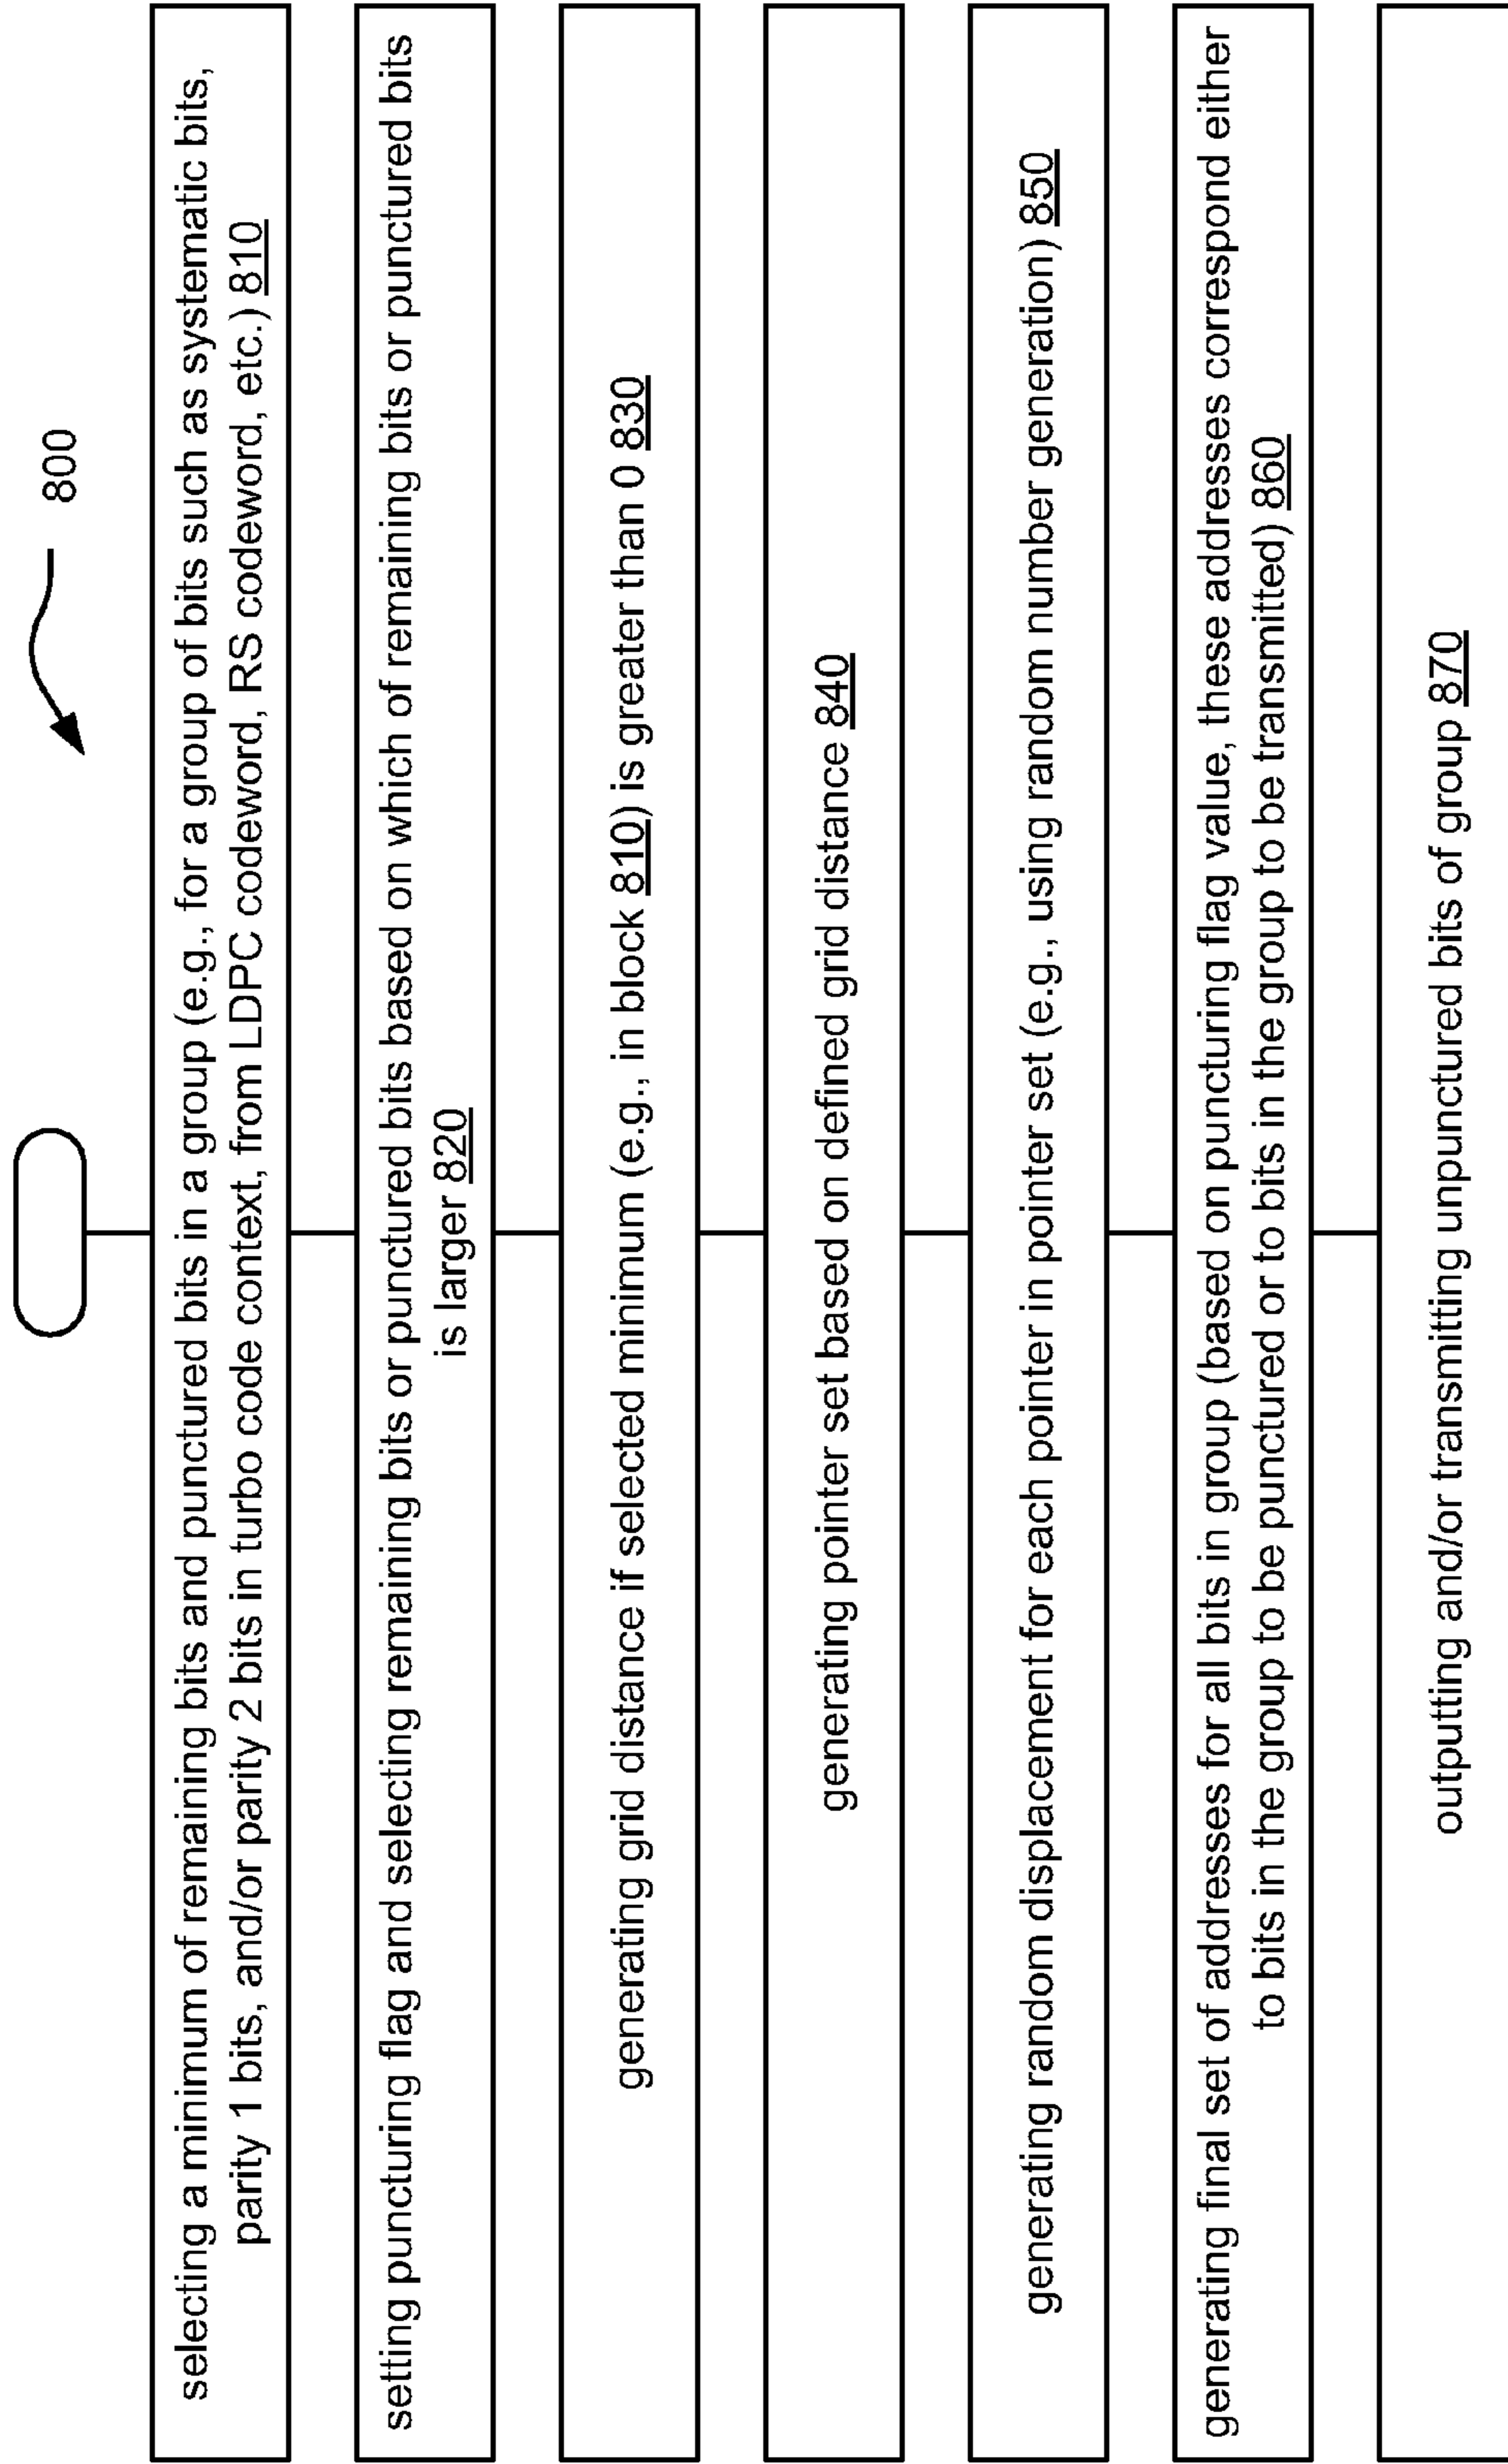 800
selecting a minimum of remaining bits and punctured bits in a group (e.g., for a group of bits such as systematic bits,
parity 1 bits, and/or parity 2 bits in turbo code context, from LDPC codeword, RS codeword, etc.) 810
setting puncturing flag and selecting remaining bits or punctured bits based on which of remaining bits or punctured bits
is larger 820
generating grid distance if selected minimum (e.g., in block 810) is greater than 0 830
generating pointer set based on defined grid distance 840
generating random displacement for each pointer in pointer set (e.g., using random number generation) 850
generating final set of addresses for all bits in group (based on puncturing flag value, these addresses correspond either
to bits in the group to be punctured or to bits in the group to be transmitted) 860
outputting and/or transmitting unpunctured bits of group 870